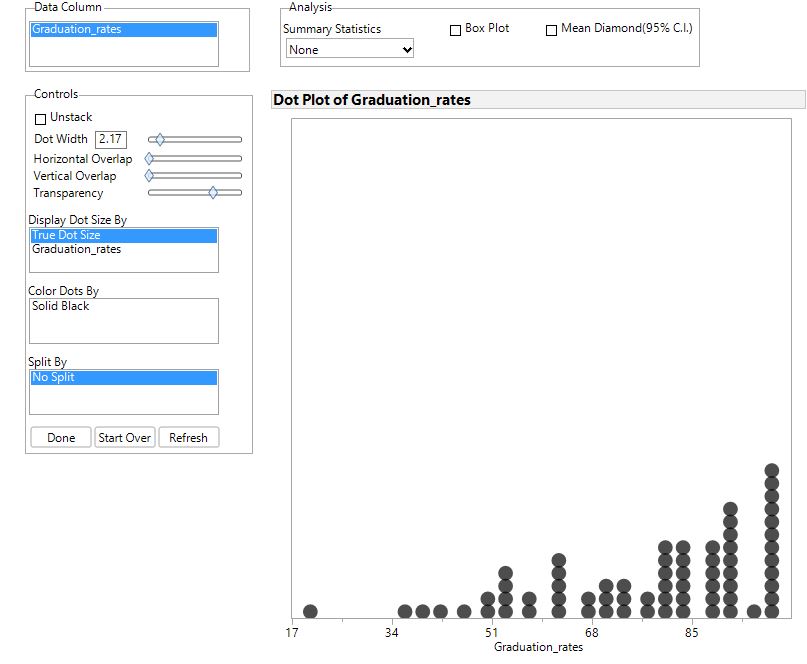 Data Column
Graduation_rates
Analysis
Summary Statistics
None
Box Plot
Mean Diamond(95% C.I.)
Controls
Unstack
Dot Width 2.17
Horizontal Overlap
Vertical Overlap
Transparency
Display Dot Size By
True Dot Size
Graduation_rates
Color Dots By
Solid Black
Split By
No Split
Done Start Over Refresh
Dot Plot of Graduation_rates
17 34 51 68 85
Graduation_rates